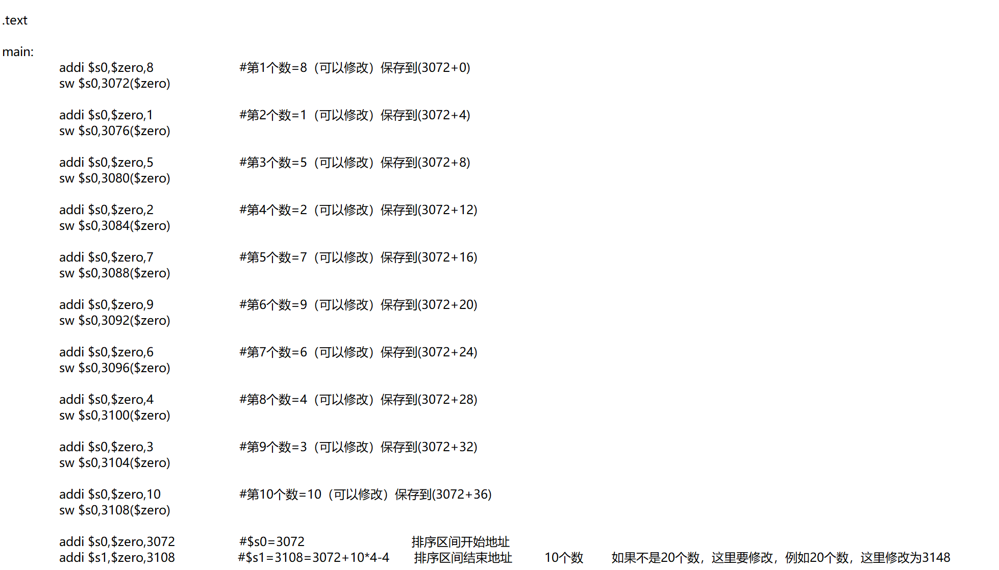 .text
main:
addi $s0,$zero,8 #第1个数=8（可以修改）保存到(3072+0)
sw $s0,3072($zero)
addi $s0,$zero,1 #第2个数=1（可以修改）保存到(3072+4)
sw $s0,3076($zero)
addi $s0,$zero,5 #第3个数=5（可以修改）保存到(3072+8)
sw $s0,3080($zero)
addi $s0,$zero,2 #第4个数=2（可以修改）保存到(3072+12)
sw $s0,3084($zero)
addi $s0,$zero,7 #第5个数=7（可以修改）保存到(3072+16)
sw $s0,3088($zero)
addi $s0,$zero,9 #第6个数=9（可以修改）保存到(3072+20)
sw $s0,3092($zero)
addi $s0,$zero,6 #第7个数=6（可以修改）保存到(3072+24)
sw $s0,3096($zero)
addi $s0,$zero,4 #第8个数=4（可以修改）保存到(3072+28)
sw $s0,3100($zero)
addi $s0,$zero,3 #第9个数=3（可以修改）保存到(3072+32)
sw $s0,3104($zero)
addi $s0,$zero,10 #第10个数=10（可以修改）保存到(3072+36)
sw $s0,3108($zero)
addi $s0,$zero,3072 #$s0=3072 排序区间开始地址
addi $s1,$zero,3108 #$s1=3108=3072+10*4-4 排序区间结束地址 10个数 如果不是20个数，这里要修改，例如20个数，这里修改为3148